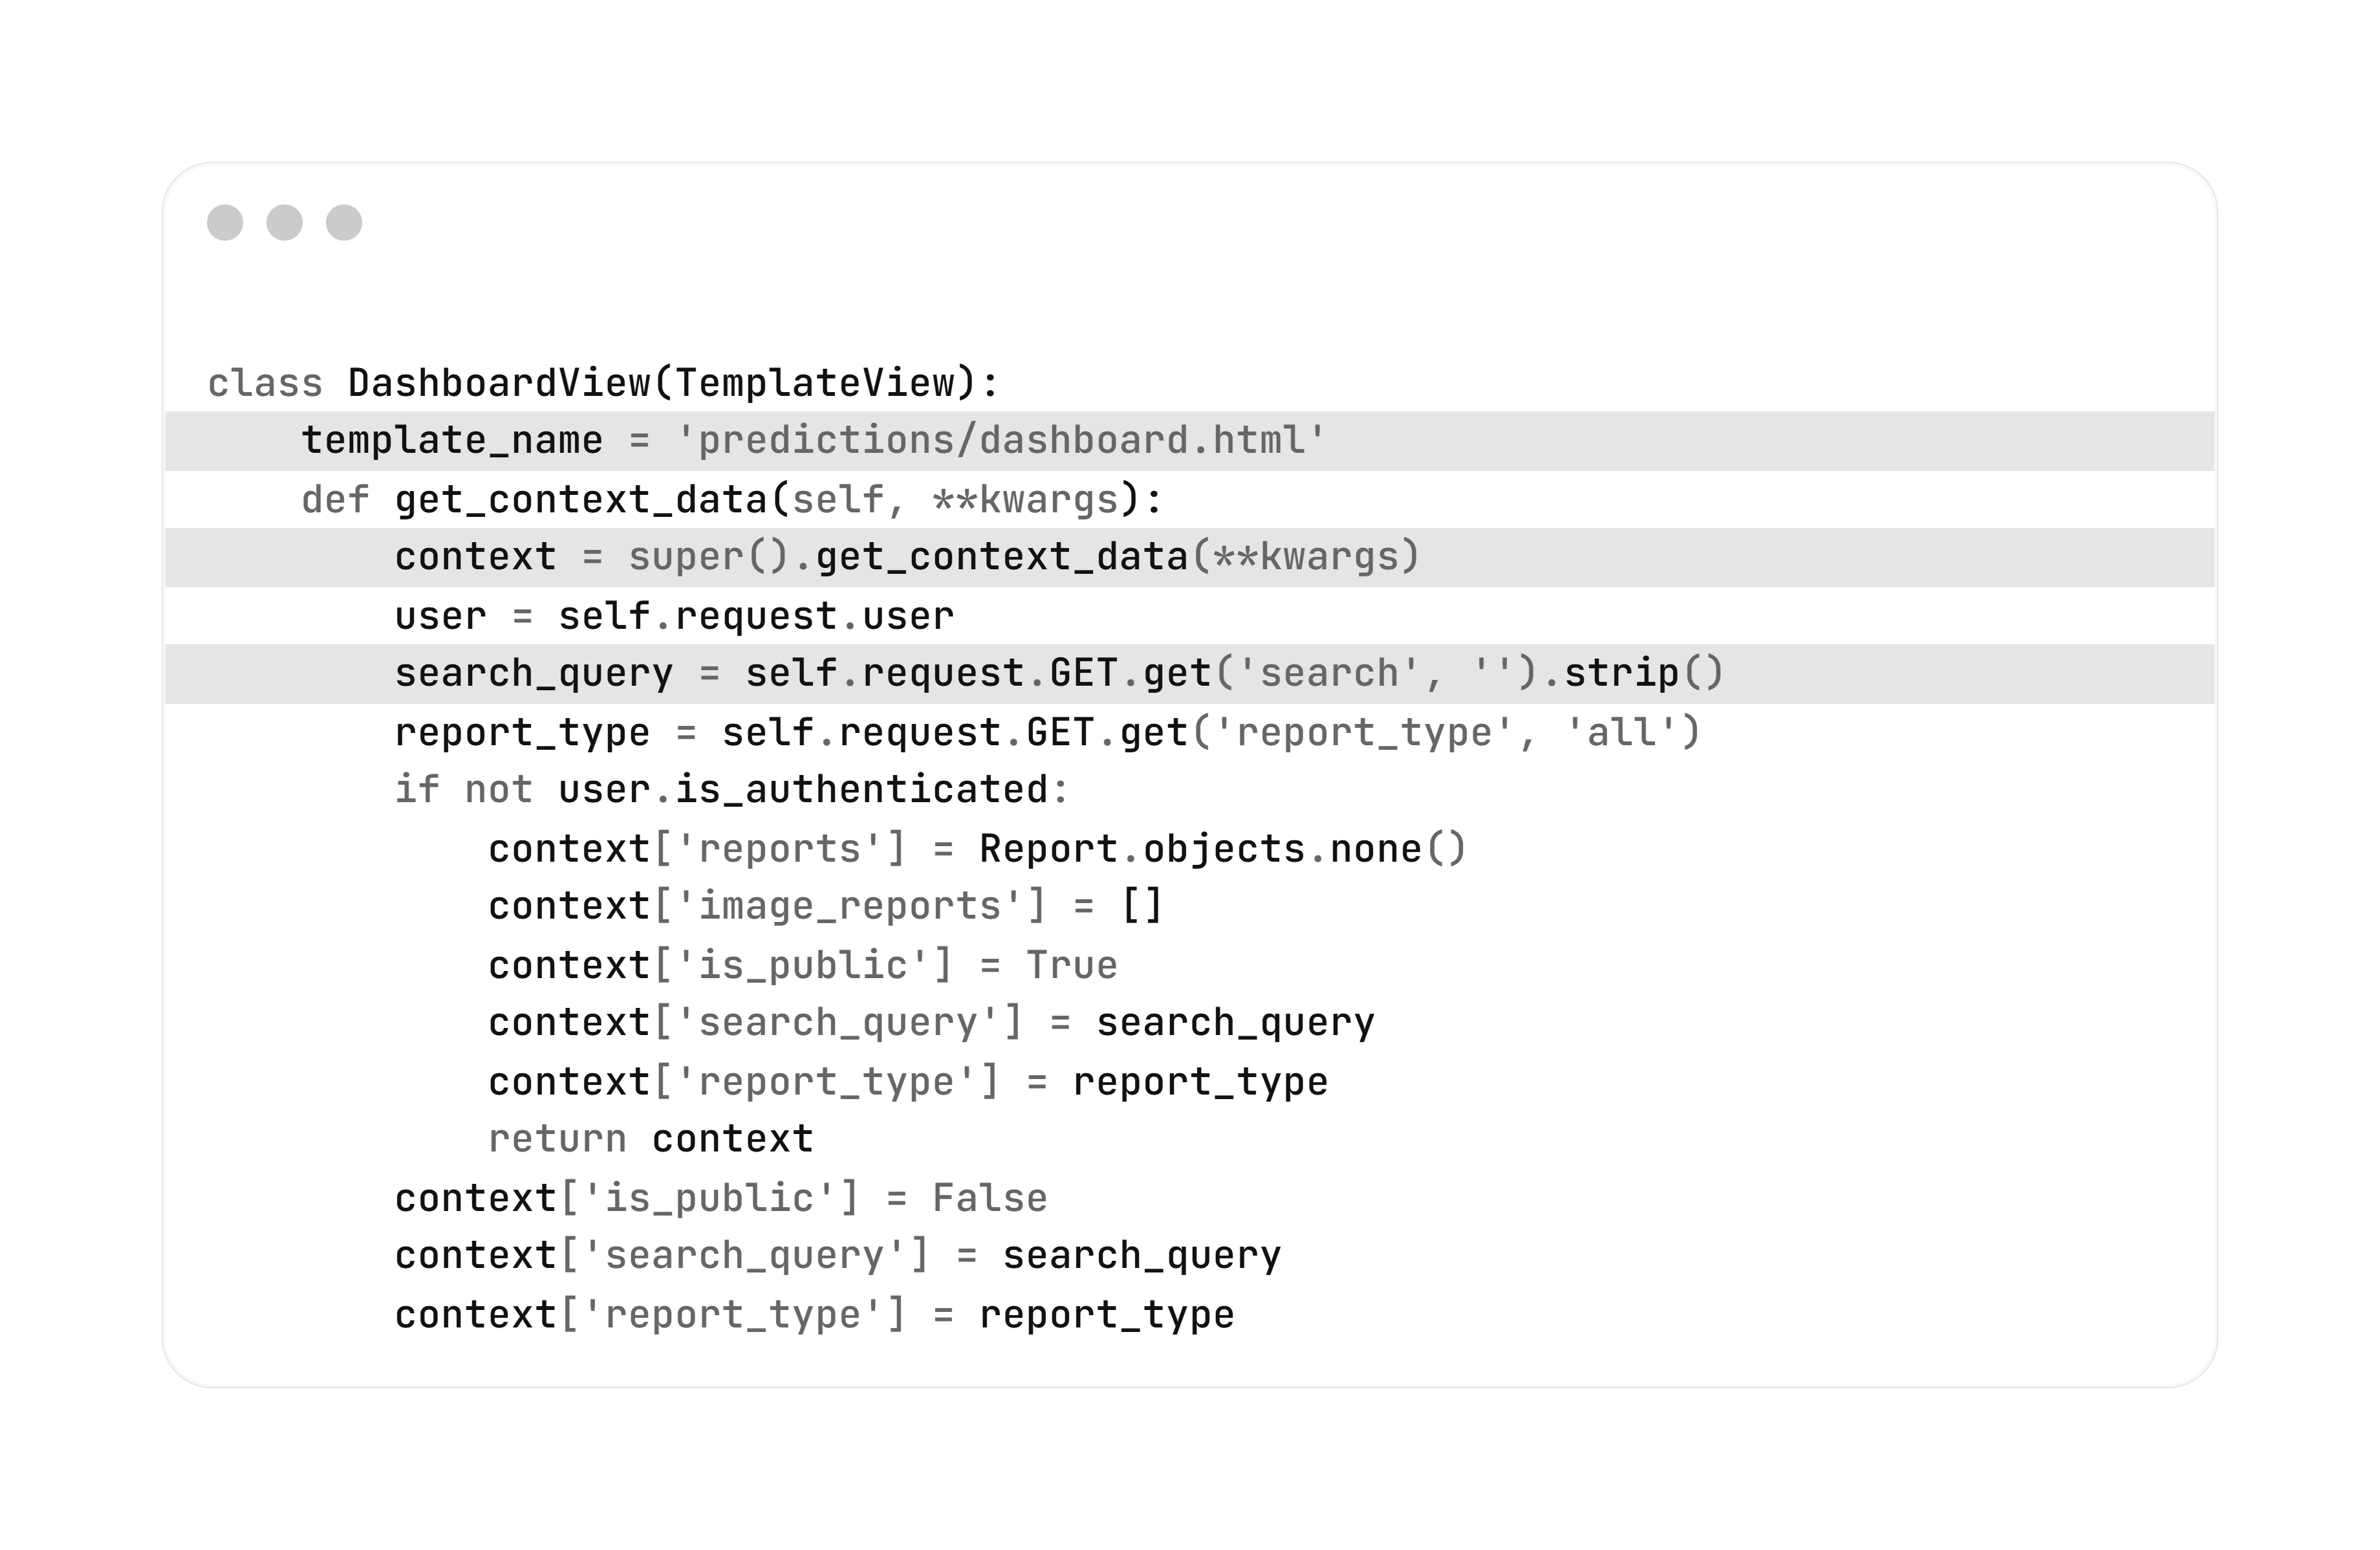 class DashboardView(TemplateView):
    template_name = 'predictions/dashboard.html'
    def get_context_data(self, **kwargs):
        context = super().get_context_data(**kwargs)
        user = self.request.user
        search_query = self.request.GET.get('search', '').strip()
        report_type = self.request.GET.get('report_type', 'all')
        if not user.is_authenticated:
            context['reports'] = Report.objects.none()
            context['image_reports'] = []
            context['is_public'] = True
            context['search_query'] = search_query
            context['report_type'] = report_type
            return context
        context['is_public'] = False
        context['search_query'] = search_query
        context['report_type'] = report_type